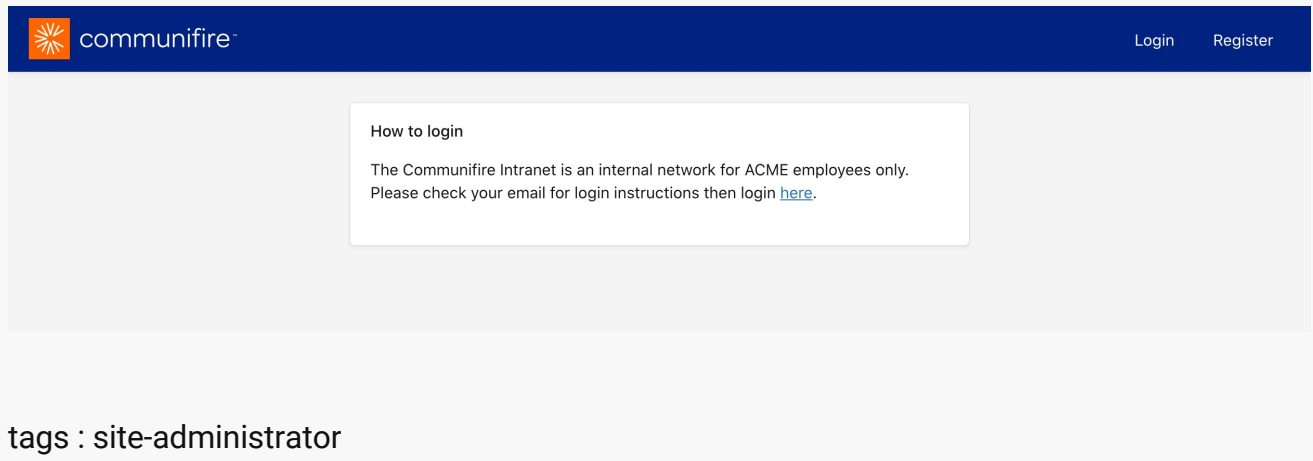 communifire™
Login Register
How to login
The Communifire Intranet is an internal network for ACME employees only.
Please check your email for login instructions then login here.
tags : site-administrator